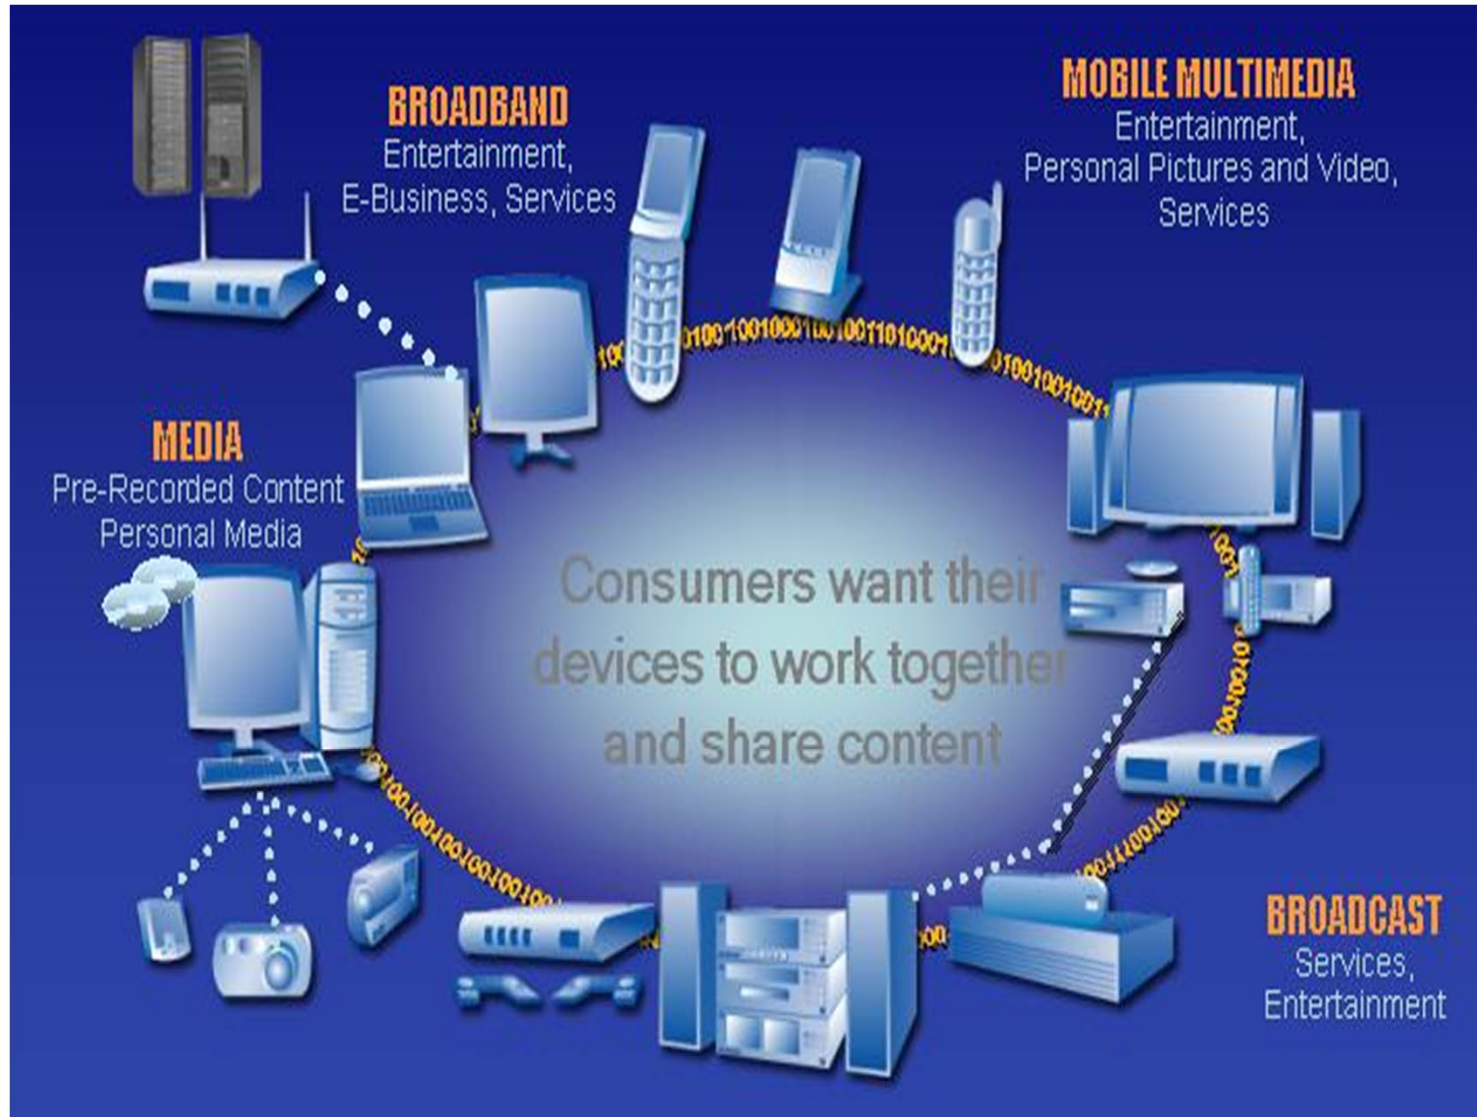 BROADBAND
Entertainment,
E-Business, Services
MOBILE MULTIMEDIA
Entertainment,
Personal Pictures and Video,
Services
MEDIA
Pre-Recorded Content
Personal Media
Consumers want their
devices to work together
and share content
BROADCAST
Services,
Entertainment